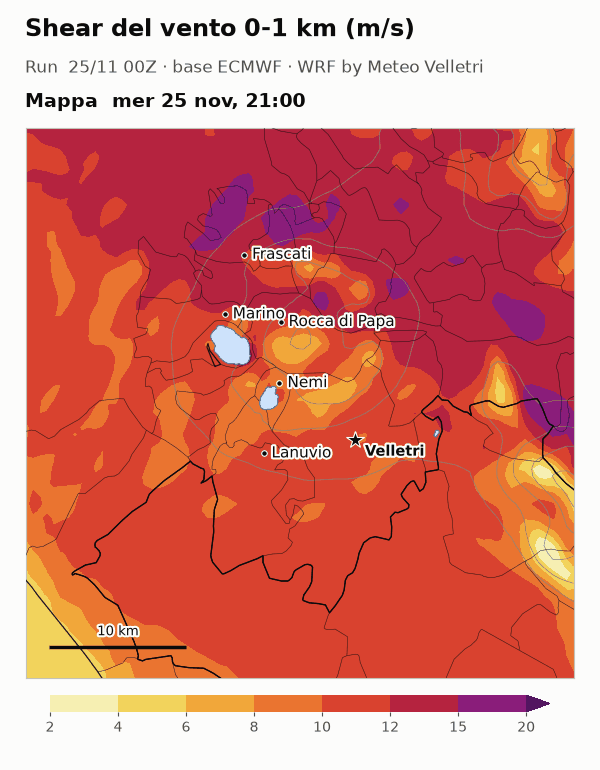 Shear del vento 0-1 km (m/s)
Run  25/11 00Z · base ECMWF · WRF by Meteo Velletri
Mappa  mer 25 nov, 21:00
Frascati
Marino
Rocca di Papa
Nemi
Velletri
Lanuvio
10 km
2 4 6 8 10 12 15 20